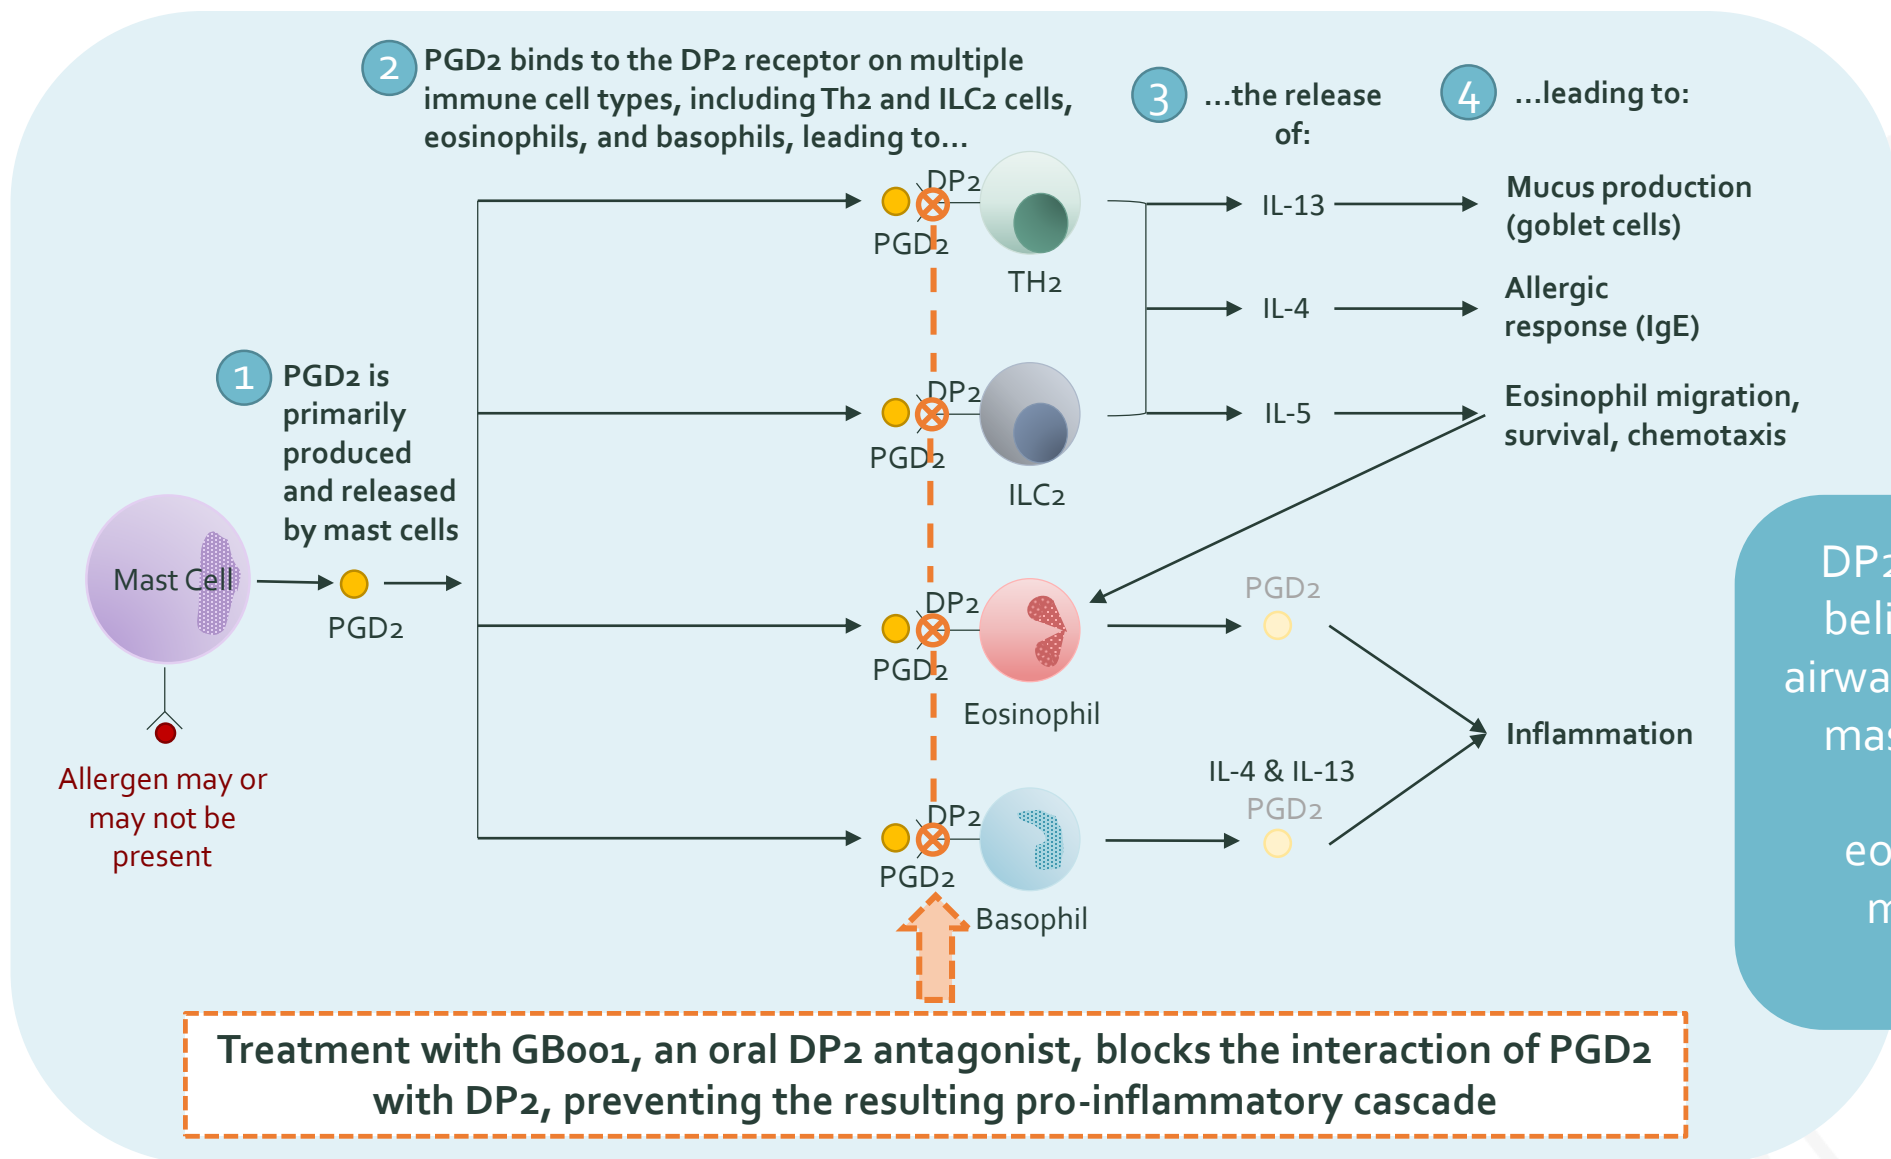 2
PGD2 binds to the DP2 receptor on multiple
immune cell types, including Th2 and ILC2 cells,
eosinophils, and basophils, leading to...
3
...the release
of:
4
...leading to:
1
PGD2 is
primarily
produced
and released
by mast cells
Mast Cell
PGD2
Allergen may or
may not be
present
DP2
PGD2
TH2
DP2
PGD2
ILC2
DP2
PGD2
Eosinophil
DP2
PGD2
Basophil
IL-13
Mucus production
(goblet cells)
IL-4
Allergic
response (IgE)
IL-5
Eosinophil migration,
survival, chemotaxis
PGD2
IL-4 & IL-13
PGD2
Inflammation
DP2
Treatment with GB001, an oral DP2 antagonist, blocks the interaction of PGD2
with DP2, preventing the resulting pro-inflammatory cascade